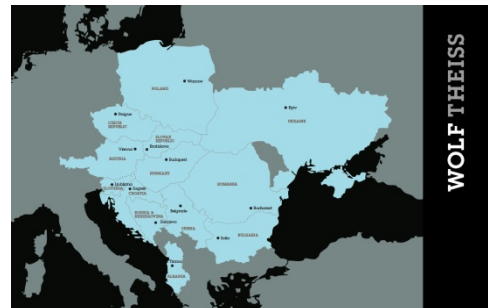 WOLF THEISS
Warsaw
POLAND
Kyiv
UKRAINE
Prague
CZECH
REPUBLIC
SLOVAK
REPUBLIC
Bratislava
Vienna
AUSTRIA
Budapest
HUNGARY
Ljubljana
SLOVENIA
Zagreb
CROATIA
ROMANIA
Bucharest
Belgrade
BOSNIA &
HERZEGOVINA
Sarajevo
SERBIA
Sofia
BULGARIA
Tirana
ALBANIA